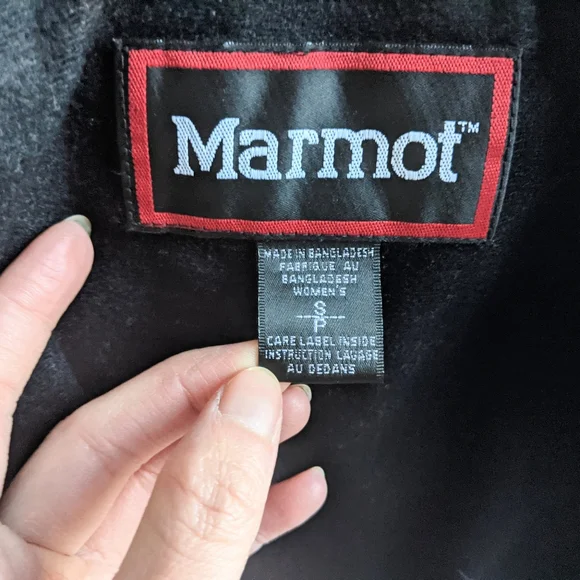 Marmot™
MADE IN BANGLADESH
FABRIQUE AU
BANGLADESH
WOMEN'S
S
P
CARE LABEL INSIDE
INSTRUCTION LAVAGE
AU DEDANS